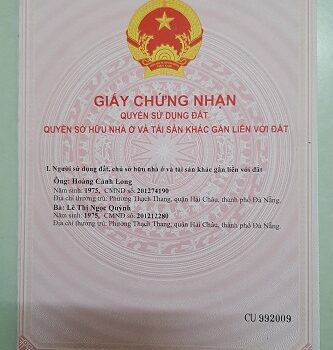 GIẤY CHỨNG NHẬN
QUYỀN SỬ DỤNG ĐẤT
QUYỀN SỞ HỮU NHÀ Ở VÀ TÀI SẢN KHÁC GẮN LIỀN VỚI ĐẤT
I. Người sử dụng đất, chủ sở hữu nhà ở và tài sản khác gắn liền với đất
Ông: Hoàng Cảnh Long
Năm sinh: 1975, CMND số: 201274190
Địa chỉ thường trú: Phường Thạch Thang, quận Hải Châu, thành phố Đà Nẵng.
Bà: Lê Thị Ngọc Quỳnh
Năm sinh: 1975, CMND số: 201212280
Địa chỉ thường trú: Phường Thạch Thang, quận Hải Châu, thành phố Đà Nẵng.
CU 992009